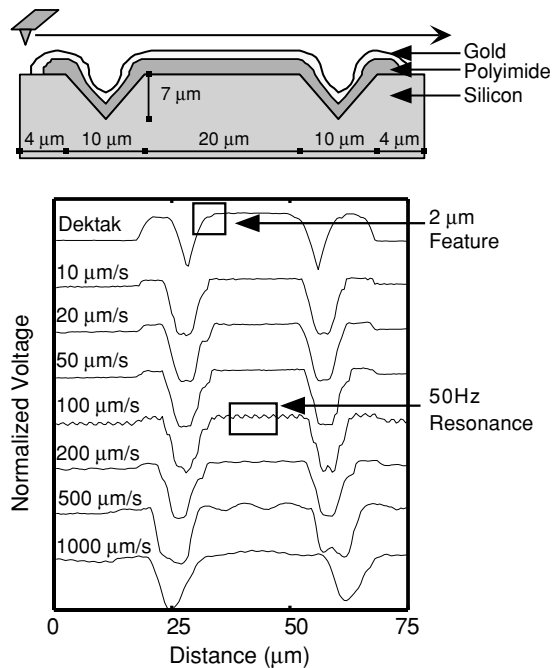 Gold
Polyimide
Silicon
7 μm
4 μm 10 μm 20 μm 10 μm 4 μm
Dektak
2 μm
Feature
10 μm/s
20 μm/s
50 μm/s
100 μm/s
50Hz
Resonance
200 μm/s
500 μm/s
1000 μm/s
Normalized Voltage
0 25 50 75
Distance (μm)